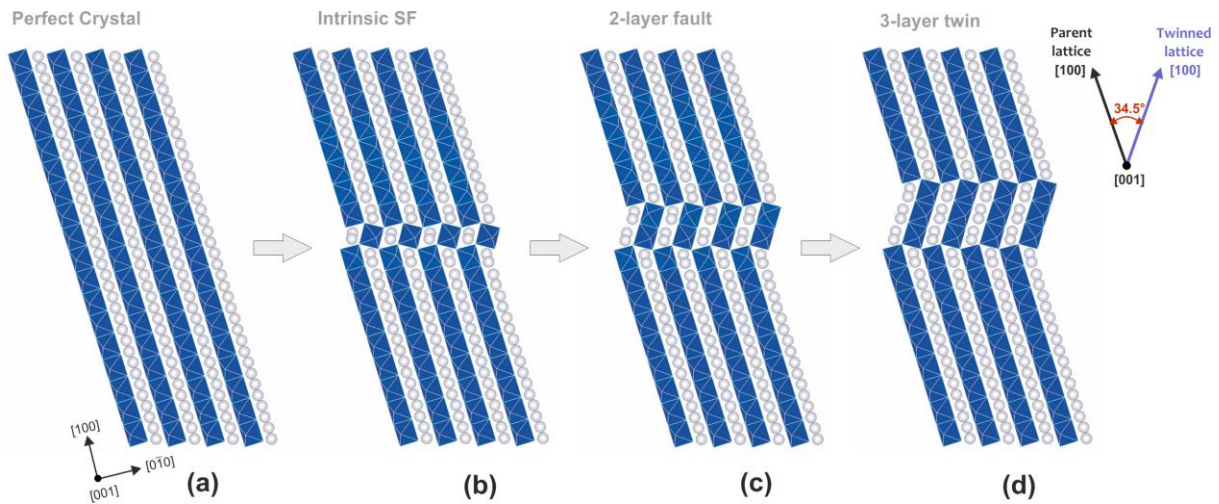 Perfect Crystal
Intrinsic SF
2-layer fault
3-layer twin
Parent
lattice
[100]
Twinned
lattice
[100]
34.5°
[001]
[100]
[01̄0]
[001]
(a)
(b)
(c)
(d)